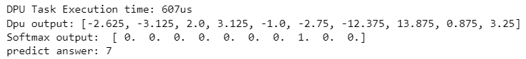 DPU Task Execution time: 607us
Dpu output: [-2.625, -3.125, 2.0, 3.125, -1.0, -2.75, -12.375, 13.875, 0.875, 3.25]
Softmax output:  [ 0.  0.  0.  0.  0.  0.  0.  1.  0.  0.]
predict answer: 7